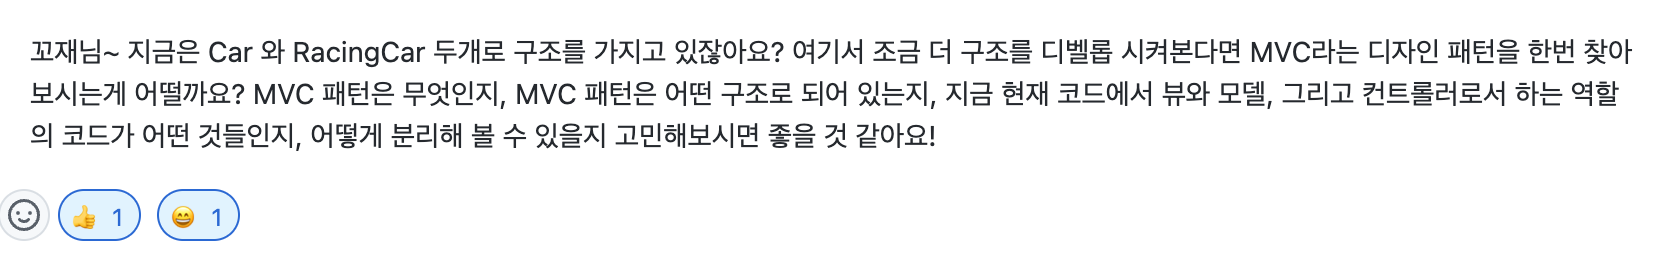 꼬재님~ 지금은 Car 와 RacingCar 두개로 구조를 가지고 있잖아요? 여기서 조금 더 구조를 디벨롭 시켜본다면 MVC라는 디자인 패턴을 한번 찾아
보시는게 어떨까요? MVC 패턴은 무엇인지, MVC 패턴은 어떤 구조로 되어 있는지, 지금 현재 코드에서 뷰와 모델, 그리고 컨트롤러로서 하는 역할
의 코드가 어떤 것들인지, 어떻게 분리해 볼 수 있을지 고민해보시면 좋을 것 같아요!
👍 1 😄 1